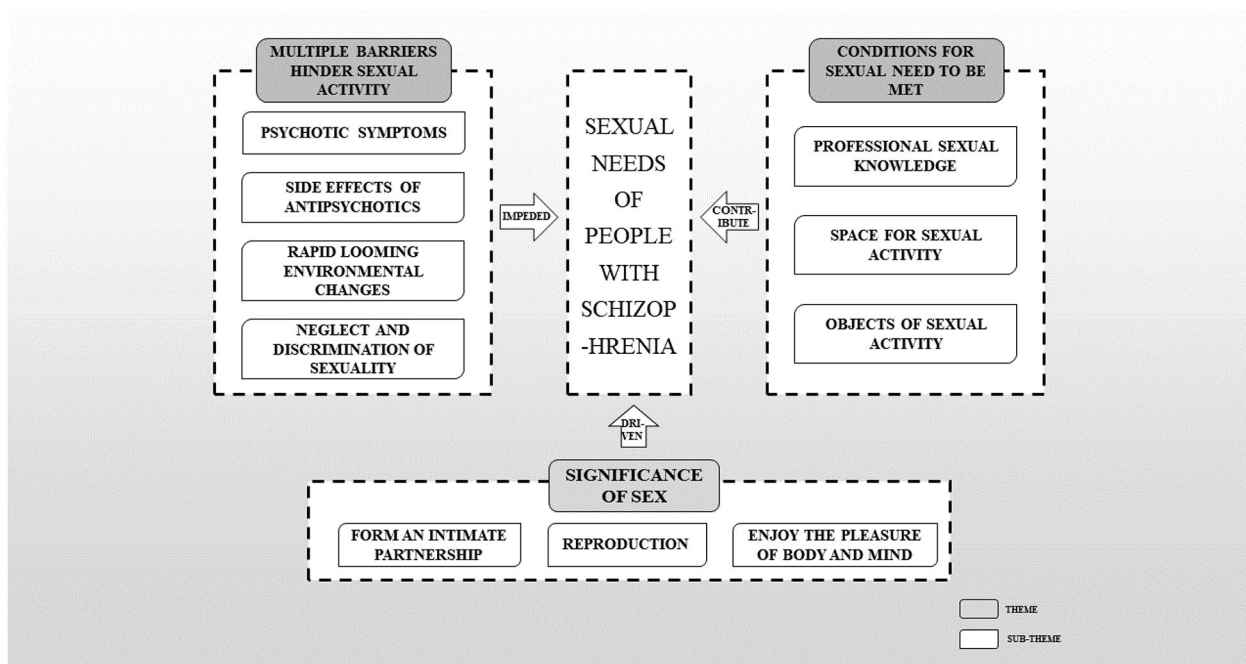 MULTIPLE BARRIERS
HINDER SEXUAL
ACTIVITY
PSYCHOTIC SYMPTOMS
SIDE EFFECTS OF
ANTIPSYCHOTICS
RAPID LOOMING
ENVIRONMENTAL
CHANGES
NEGLECT AND
DISCRIMINATION OF
SEXUALITY
IMPEDED
SEXUAL
NEEDS
OF
PEOPLE
WITH
SCHIZOP
-HRENIA
CONTR-
IBUTE
CONDITIONS FOR
SEXUAL NEED TO BE
MET
PROFESSIONAL SEXUAL
KNOWLEDGE
SPACE FOR SEXUAL
ACTIVITY
OBJECTS OF SEXUAL
ACTIVITY
DRI-
VEN
SIGNIFICANCE
OF SEX
FORM AN INTIMATE
PARTNERSHIP
REPRODUCTION
ENJOY THE PLEASURE
OF BODY AND MIND
THEME
SUB-THEME